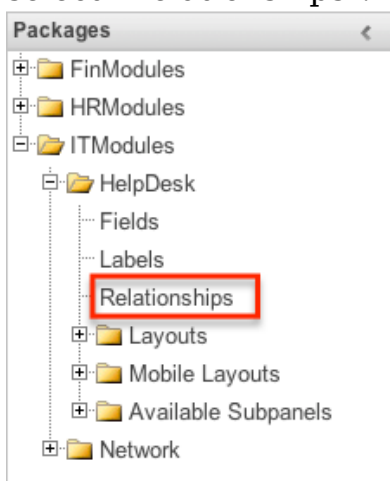 Packages
FinModules
HRModules
ITModules
HelpDesk
Fields
Labels
Relationships
Layouts
Mobile Layouts
Available Subpanels
Network